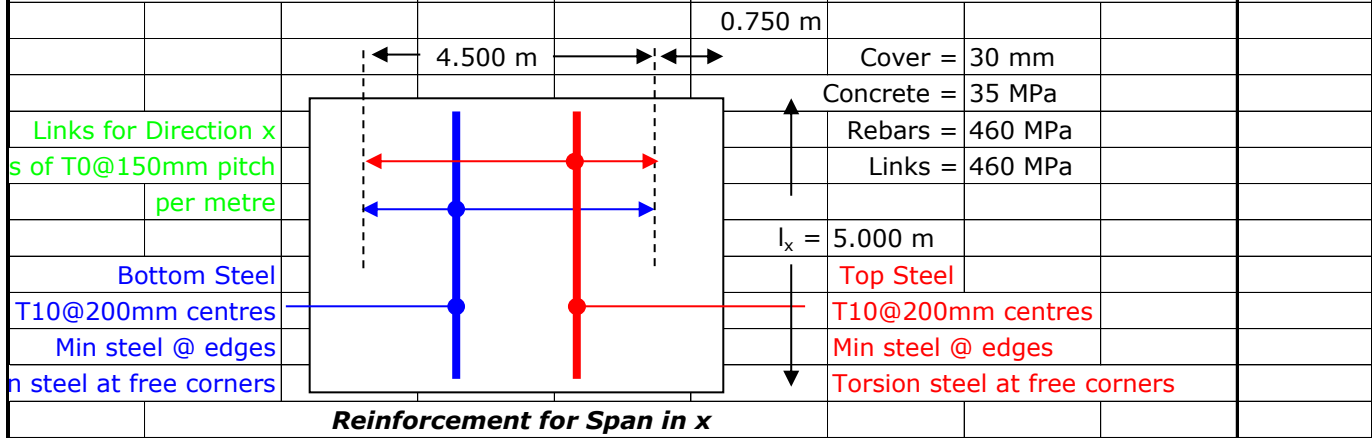 0.750 m
4.500 m
Cover = 30 mm
Concrete = 35 MPa
Links for Direction x
Rebars = 460 MPa
s of T0@150mm pitch
Links = 460 MPa
per metre
lx = 5.000 m
Bottom Steel
Top Steel
T10@200mm centres
T10@200mm centres
Min steel @ edges
Min steel @ edges
n steel at free corners
Torsion steel at free corners
Reinforcement for Span in x